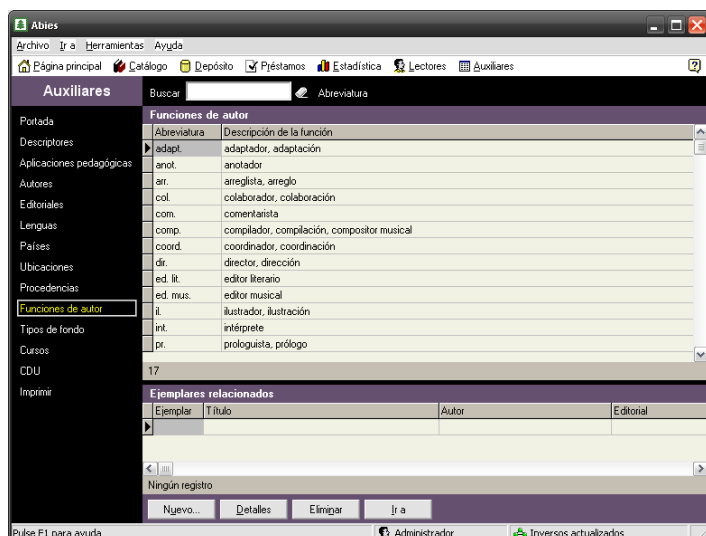 Abies
Archivo Ir a Herramientas Ayuda
Página principal Catálogo Depósito Préstamos Estadística Lectores Auxiliares
Auxiliares
Buscar Abreviatura
Portada
Descriptores
Aplicaciones pedagógicas
Autores
Editoriales
Lenguas
Países
Ubicaciones
Procedencias
Funciones de autor
Tipos de fondo
Cursos
CDU
Imprimir
Funciones de autor
Abreviatura Descripción de la función
adapt. adaptador, adaptación
anot. anotador
arr. arreglista, arreglo
col. colaborador, colaboración
com. comentarista
comp. compilador, compilación, compositor musical
coord. coordinador, coordinación
dir. director, dirección
ed. lit. editor literario
ed. mus. editor musical
il. ilustrador, ilustración
int. intérprete
pr. prologuista, prólogo
17
Ejemplares relacionados
Ejemplar Título Autor Editorial
Ningún registro
Nuevo... Detalles Eliminar Ir a
Pulse F1 para ayuda Administrador Inversos actualizados